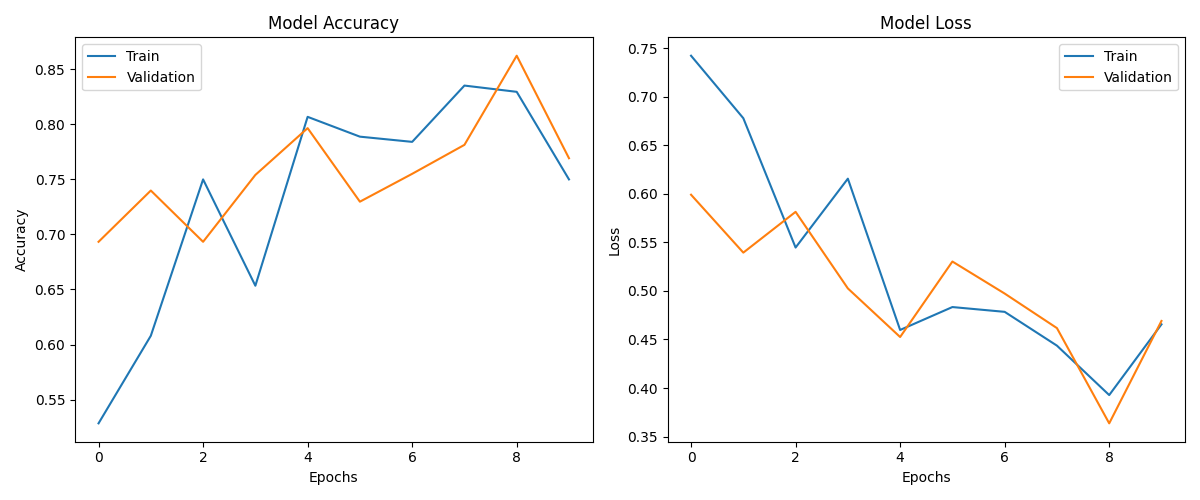 Model Accuracy
Train
Validation
Accuracy
0.85
0.80
0.75
0.70
0.65
0.60
0.55
0 2 4 6 8
Epochs
Model Loss
Train
Validation
Loss
0.75
0.70
0.65
0.60
0.55
0.50
0.45
0.40
0.35
0 2 4 6 8
Epochs